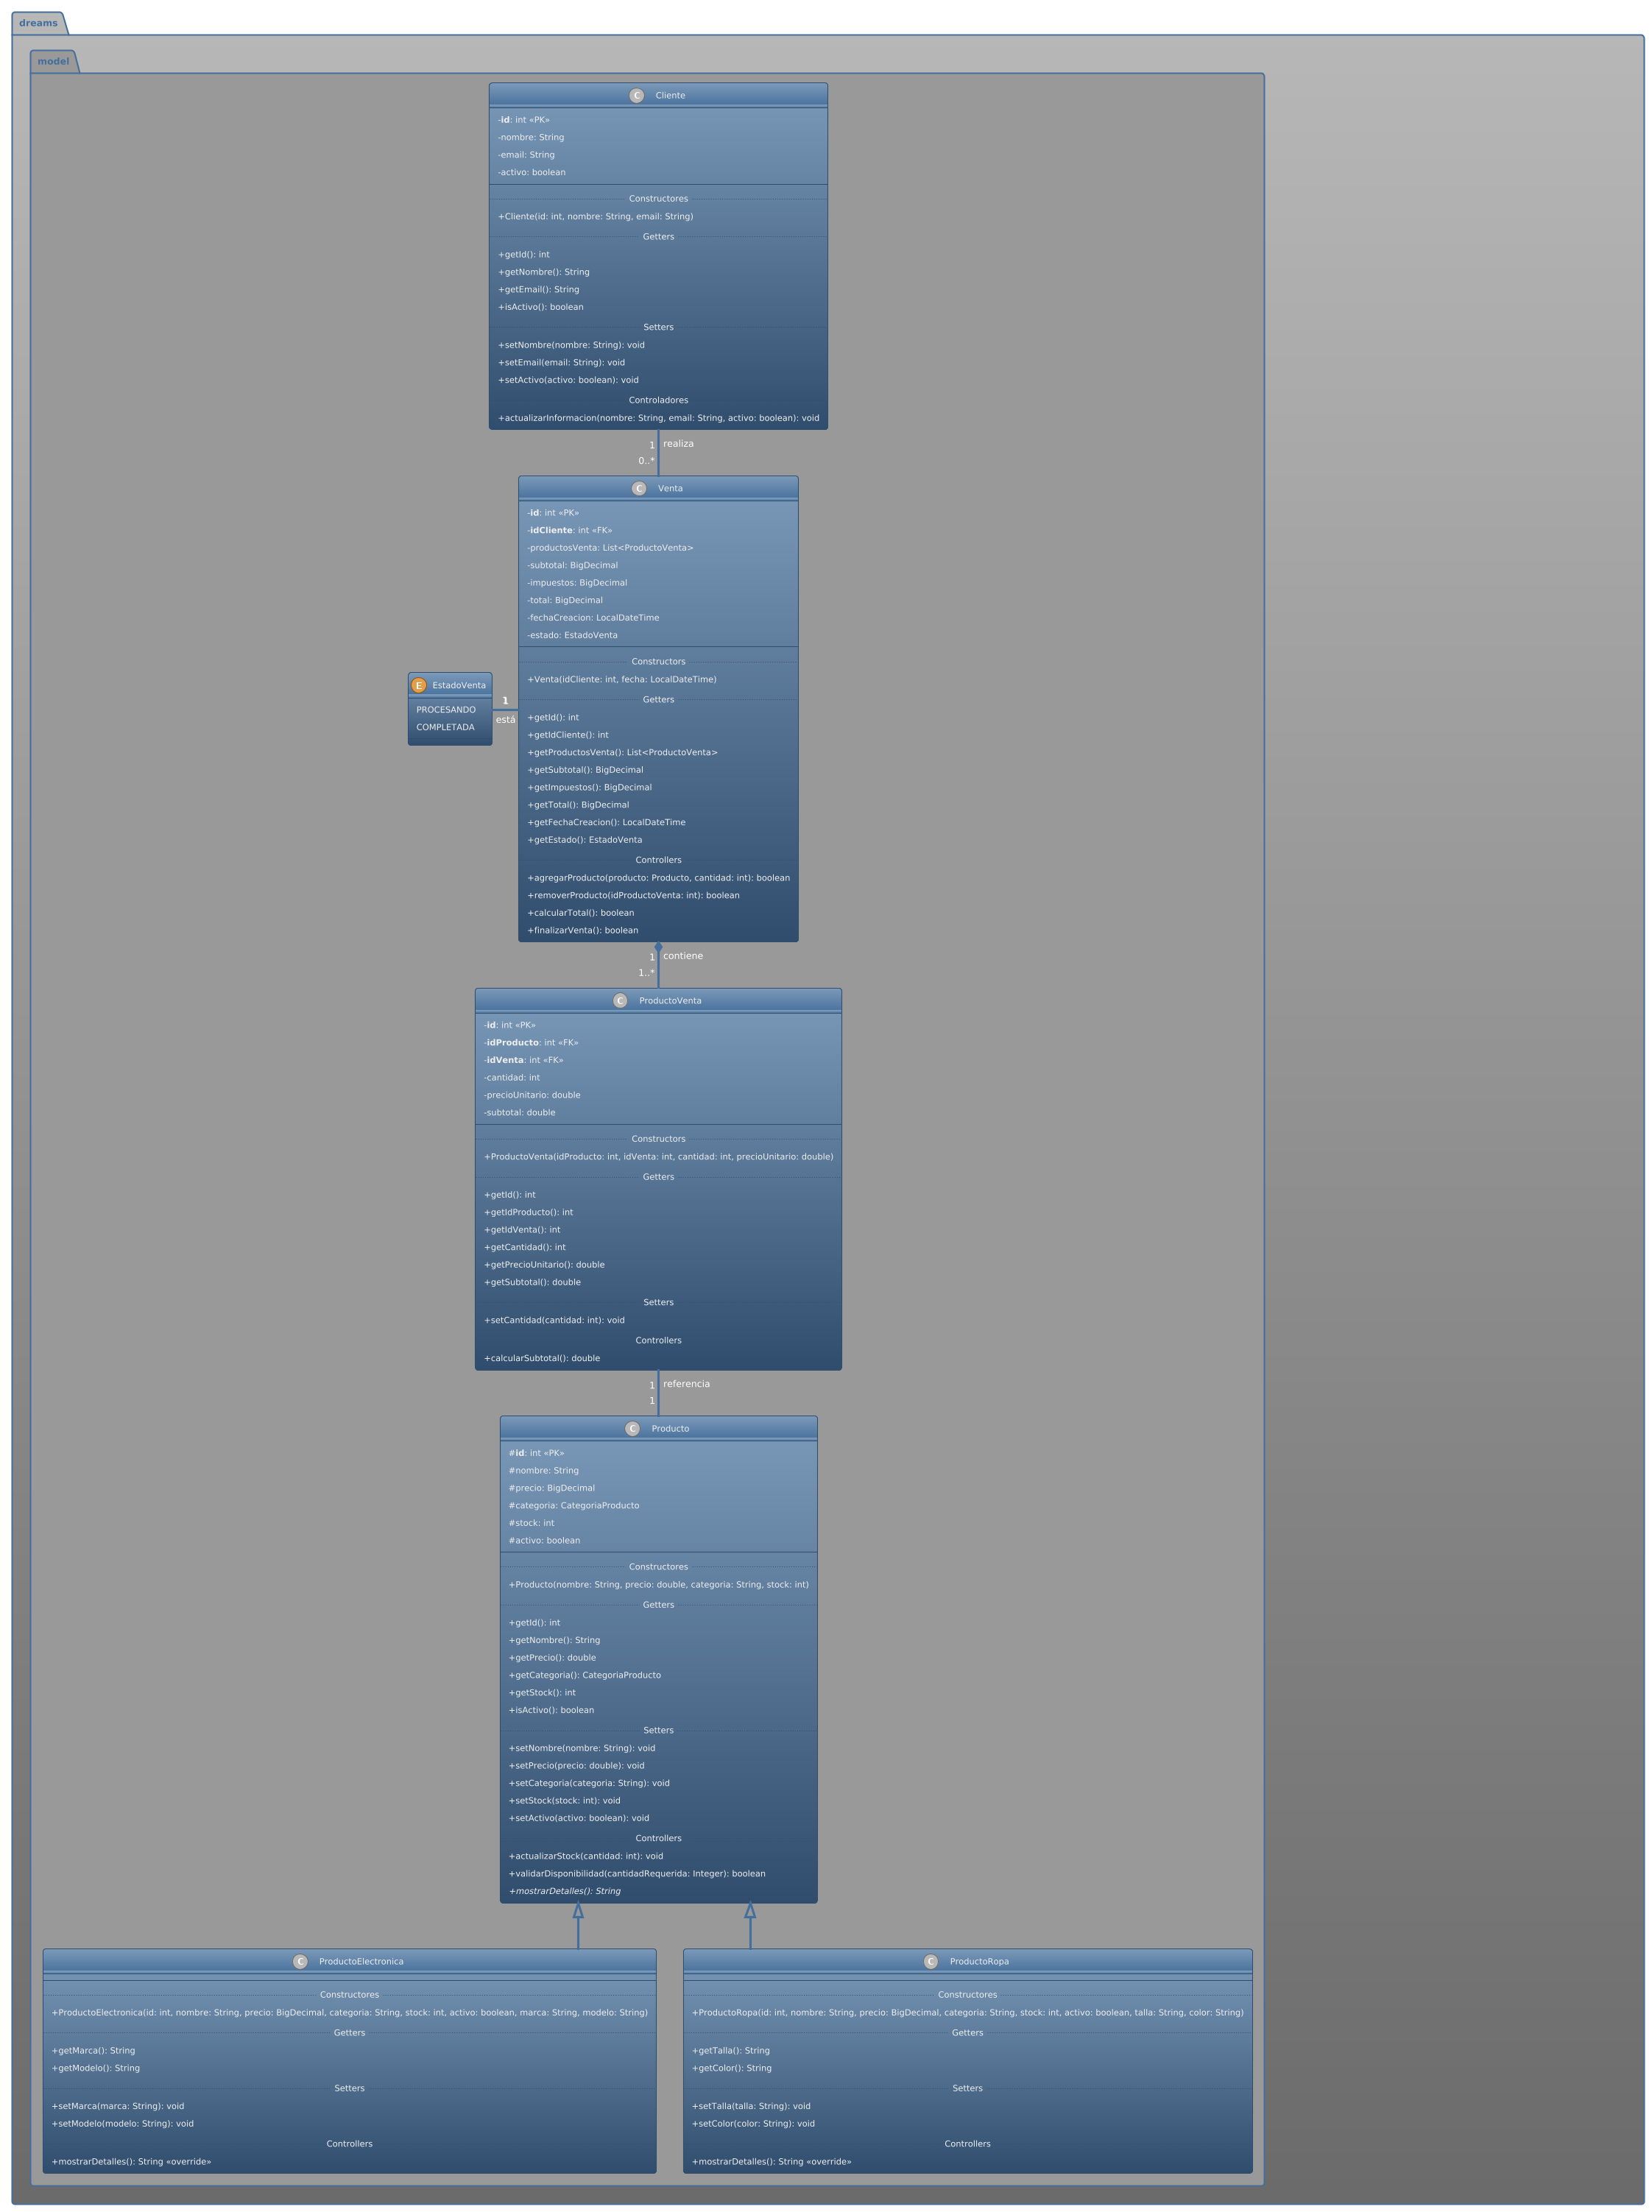 dreams
model
C Cliente
-id: int «PK»
-nombre: String
-email: String
-activo: boolean
Constructores
+Cliente(id: int, nombre: String, email: String)
Getters
+getId(): int
+getNombre(): String
+getEmail(): String
+isActivo(): boolean
Setters
+setNombre(nombre: String): void
+setEmail(email: String): void
+setActivo(activo: boolean): void
Controladores
+actualizarInformacion(nombre: String, email: String, activo: boolean): void
1 realiza
0..*
C Venta
-id: int «PK»
-idCliente: int «FK»
-productosVenta: List<ProductoVenta>
-subtotal: BigDecimal
-impuestos: BigDecimal
-total: BigDecimal
-fechaCreacion: LocalDateTime
-estado: EstadoVenta
Constructors
+Venta(idCliente: int, fecha: LocalDateTime)
Getters
+getId(): int
+getIdCliente(): int
+getProductosVenta(): List<ProductoVenta>
+getSubtotal(): BigDecimal
+getImpuestos(): BigDecimal
+getTotal(): BigDecimal
+getFechaCreacion(): LocalDateTime
+getEstado(): EstadoVenta
Controllers
+agregarProducto(producto: Producto, cantidad: int): boolean
+removerProducto(idProductoVenta: int): boolean
+calcularTotal(): boolean
+finalizarVenta(): boolean
E EstadoVenta
PROCESANDO
COMPLETADA
1
está
1 contiene
1..*
C ProductoVenta
-id: int «PK»
-idProducto: int «FK»
-idVenta: int «FK»
-cantidad: int
-precioUnitario: double
-subtotal: double
Constructors
+ProductoVenta(idProducto: int, idVenta: int, cantidad: int, precioUnitario: double)
Getters
+getId(): int
+getIdProducto(): int
+getIdVenta(): int
+getCantidad(): int
+getPrecioUnitario(): double
+getSubtotal(): double
Setters
+setCantidad(cantidad: int): void
Controllers
+calcularSubtotal(): double
1 referencia
1
C Producto
#id: int «PK»
#nombre: String
#precio: BigDecimal
#categoria: CategoriaProducto
#stock: int
#activo: boolean
Constructores
+Producto(nombre: String, precio: double, categoria: String, stock: int)
Getters
+getId(): int
+getNombre(): String
+getPrecio(): double
+getCategoria(): CategoriaProducto
+getStock(): int
+isActivo(): boolean
Setters
+setNombre(nombre: String): void
+setPrecio(precio: double): void
+setCategoria(categoria: String): void
+setStock(stock: int): void
+setActivo(activo: boolean): void
Controllers
+actualizarStock(cantidad: int): void
+validarDisponibilidad(cantidadRequerida: Integer): boolean
+mostrarDetalles(): String
C ProductoElectronica
Constructores
+ProductoElectronica(id: int, nombre: String, precio: BigDecimal, categoria: String, stock: int, activo: boolean, marca: String, modelo: String)
Getters
+getMarca(): String
+getModelo(): String
Setters
+setMarca(marca: String): void
+setModelo(modelo: String): void
Controllers
+mostrarDetalles(): String «override»
C ProductoRopa
Constructores
+ProductoRopa(id: int, nombre: String, precio: BigDecimal, categoria: String, stock: int, activo: boolean, talla: String, color: String)
Getters
+getTalla(): String
+getColor(): String
Setters
+setTalla(talla: String): void
+setColor(color: String): void
Controllers
+mostrarDetalles(): String «override»